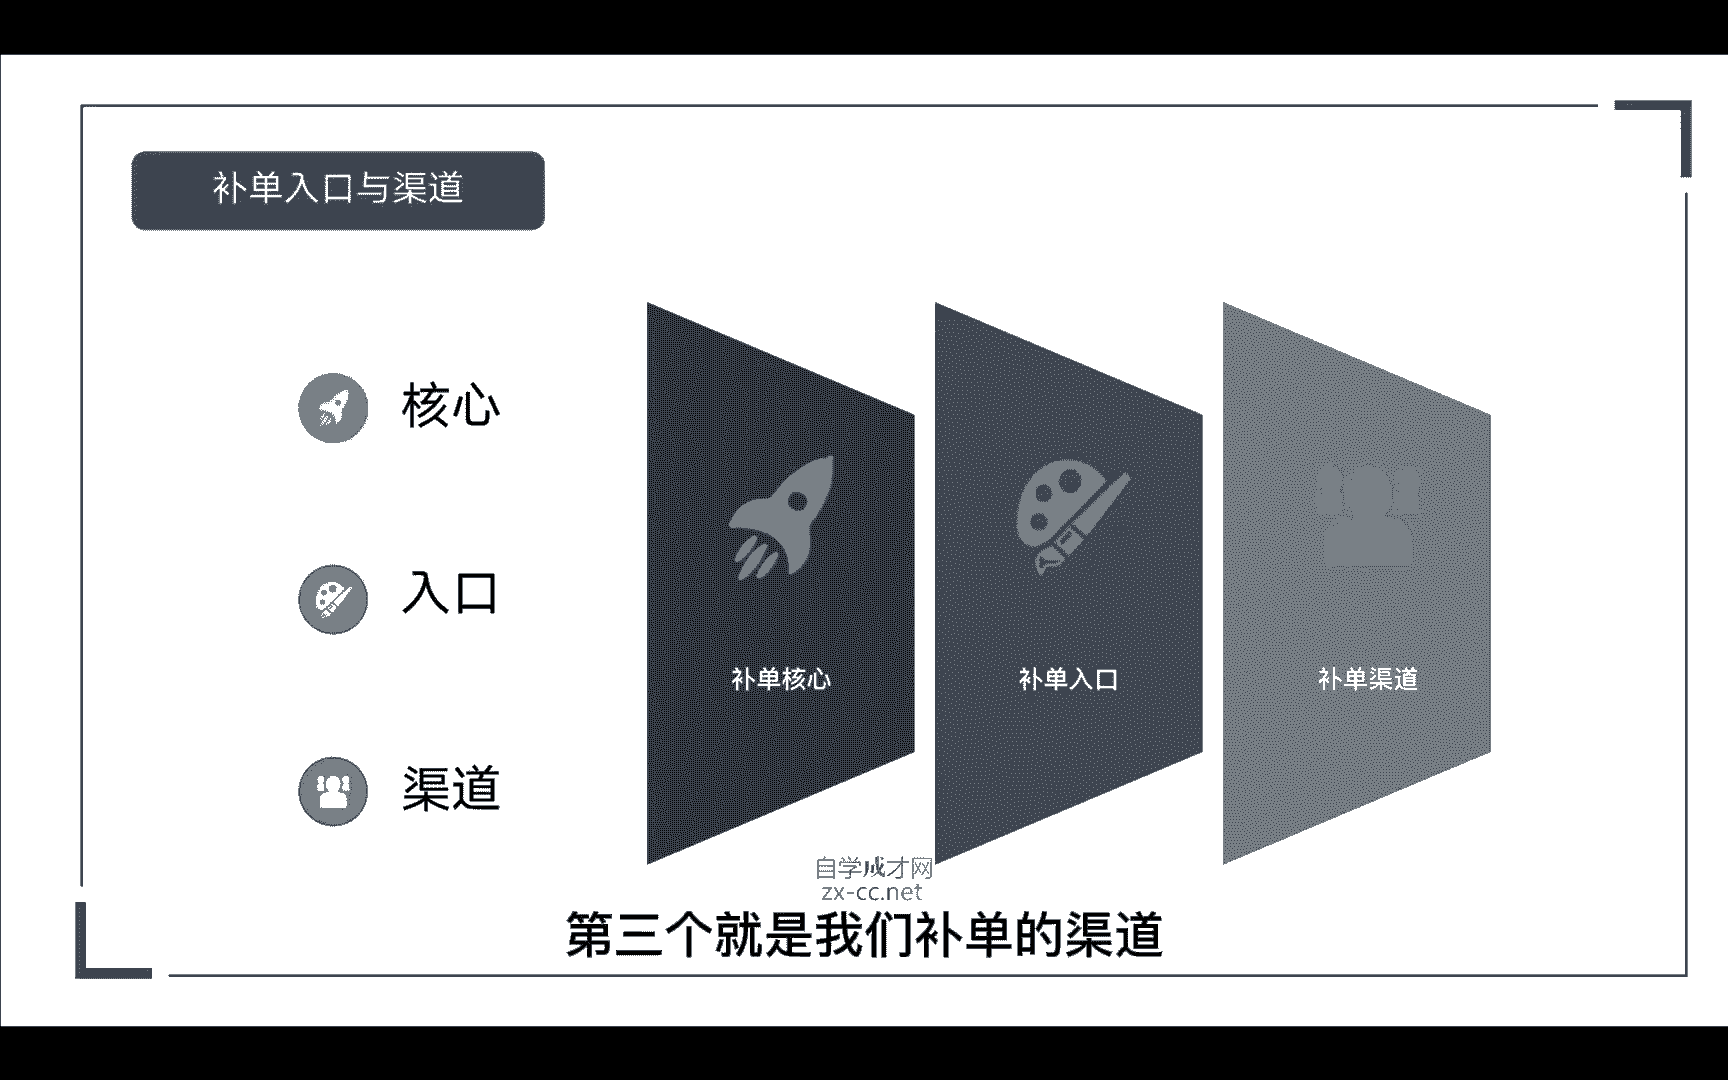 补单入口与渠道
核心
入口
渠道
补单核心
补单入口
补单渠道
自学成才网
zx-cc.net
第三个就是我们补单的渠道